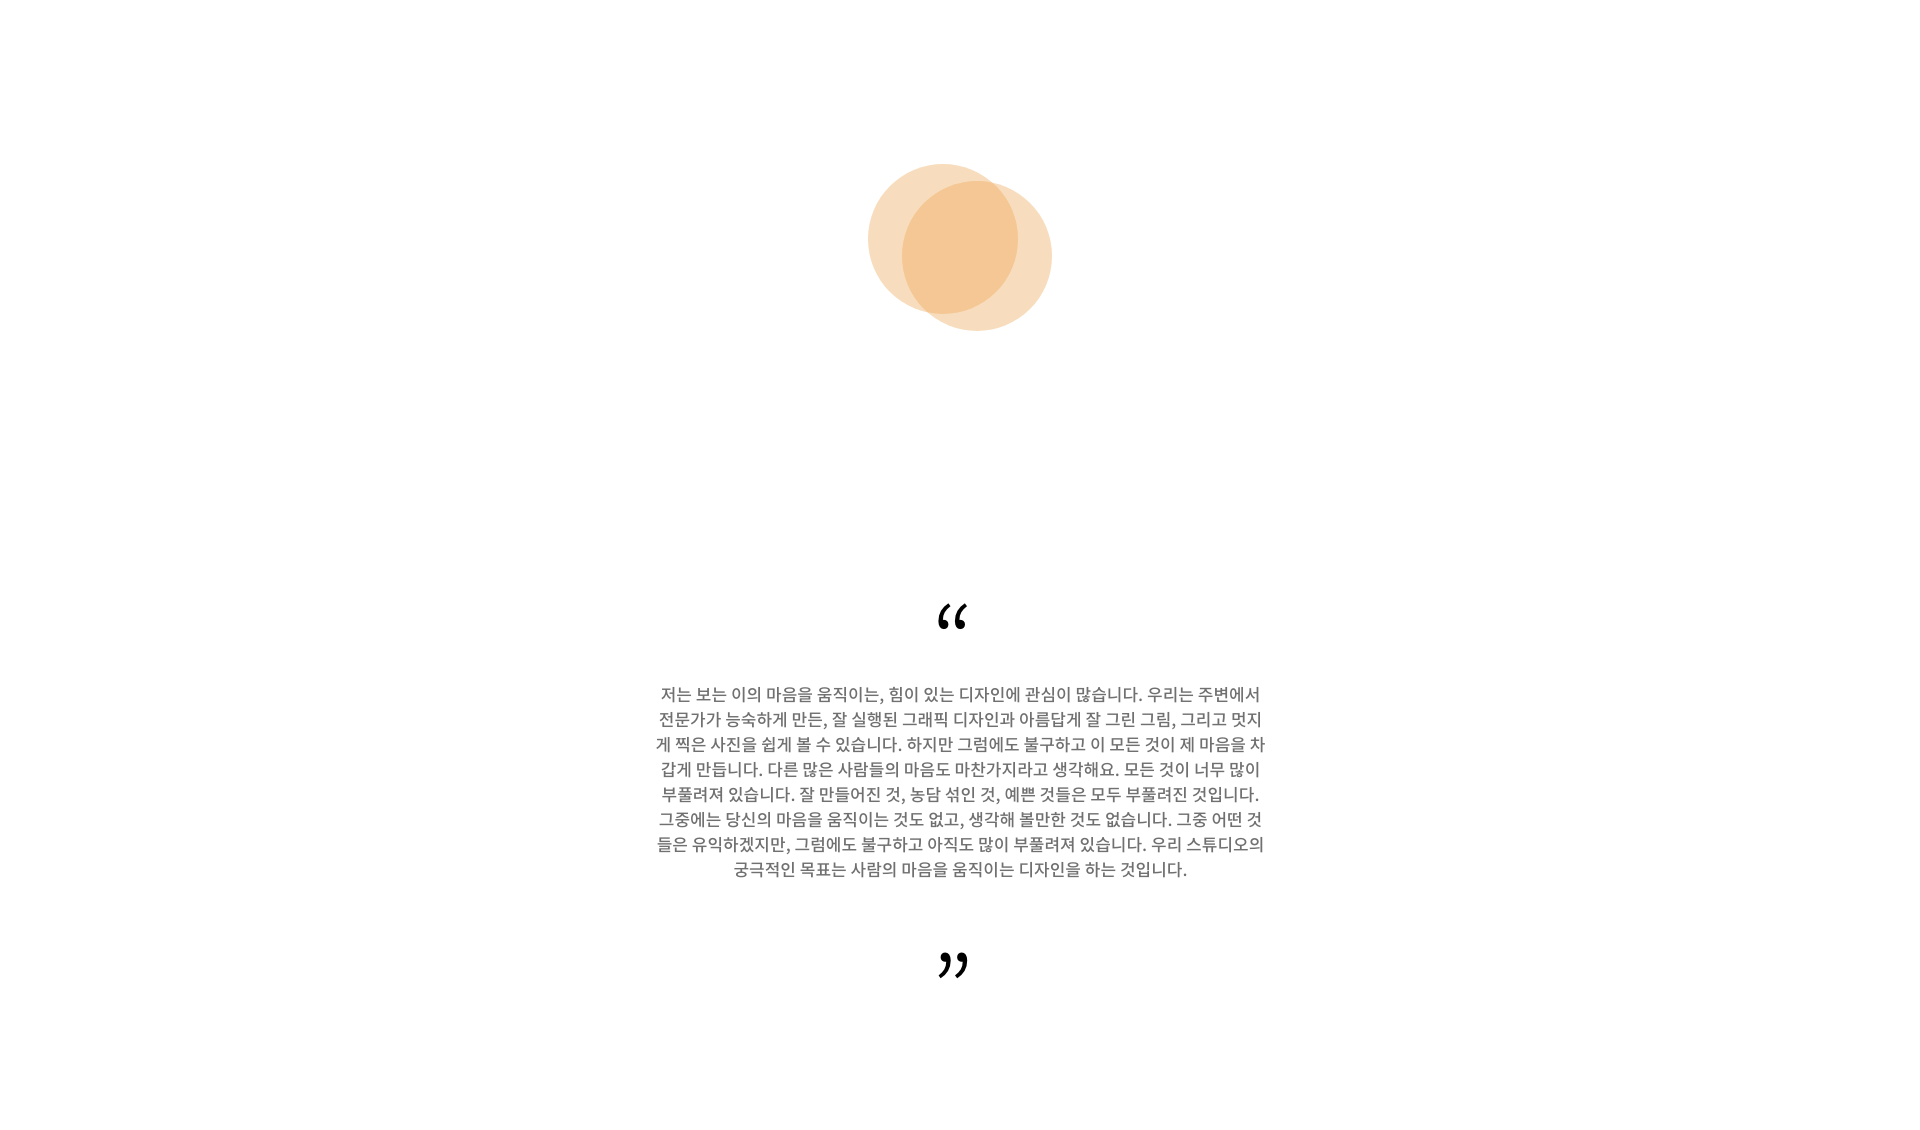 “
저는 보는 이의 마음을 움직이는, 힘이 있는 디자인에 관심이 많습니다. 우리는 주변에서
전문가가 능숙하게 만든, 잘 실행된 그래픽 디자인과 아름답게 잘 그린 그림, 그리고 멋지
게 찍은 사진을 쉽게 볼 수 있습니다. 하지만 그럼에도 불구하고 이 모든 것이 제 마음을 차
갑게 만듭니다. 다른 많은 사람들의 마음도 마찬가지라고 생각해요. 모든 것이 너무 많이
부풀려져 있습니다. 잘 만들어진 것, 농담 섞인 것, 예쁜 것들은 모두 부풀려진 것입니다.
그중에는 당신의 마음을 움직이는 것도 없고, 생각해 볼만한 것도 없습니다. 그중 어떤 것
들은 유익하겠지만, 그럼에도 불구하고 아직도 많이 부풀려져 있습니다. 우리 스튜디오의
궁극적인 목표는 사람의 마음을 움직이는 디자인을 하는 것입니다.
”